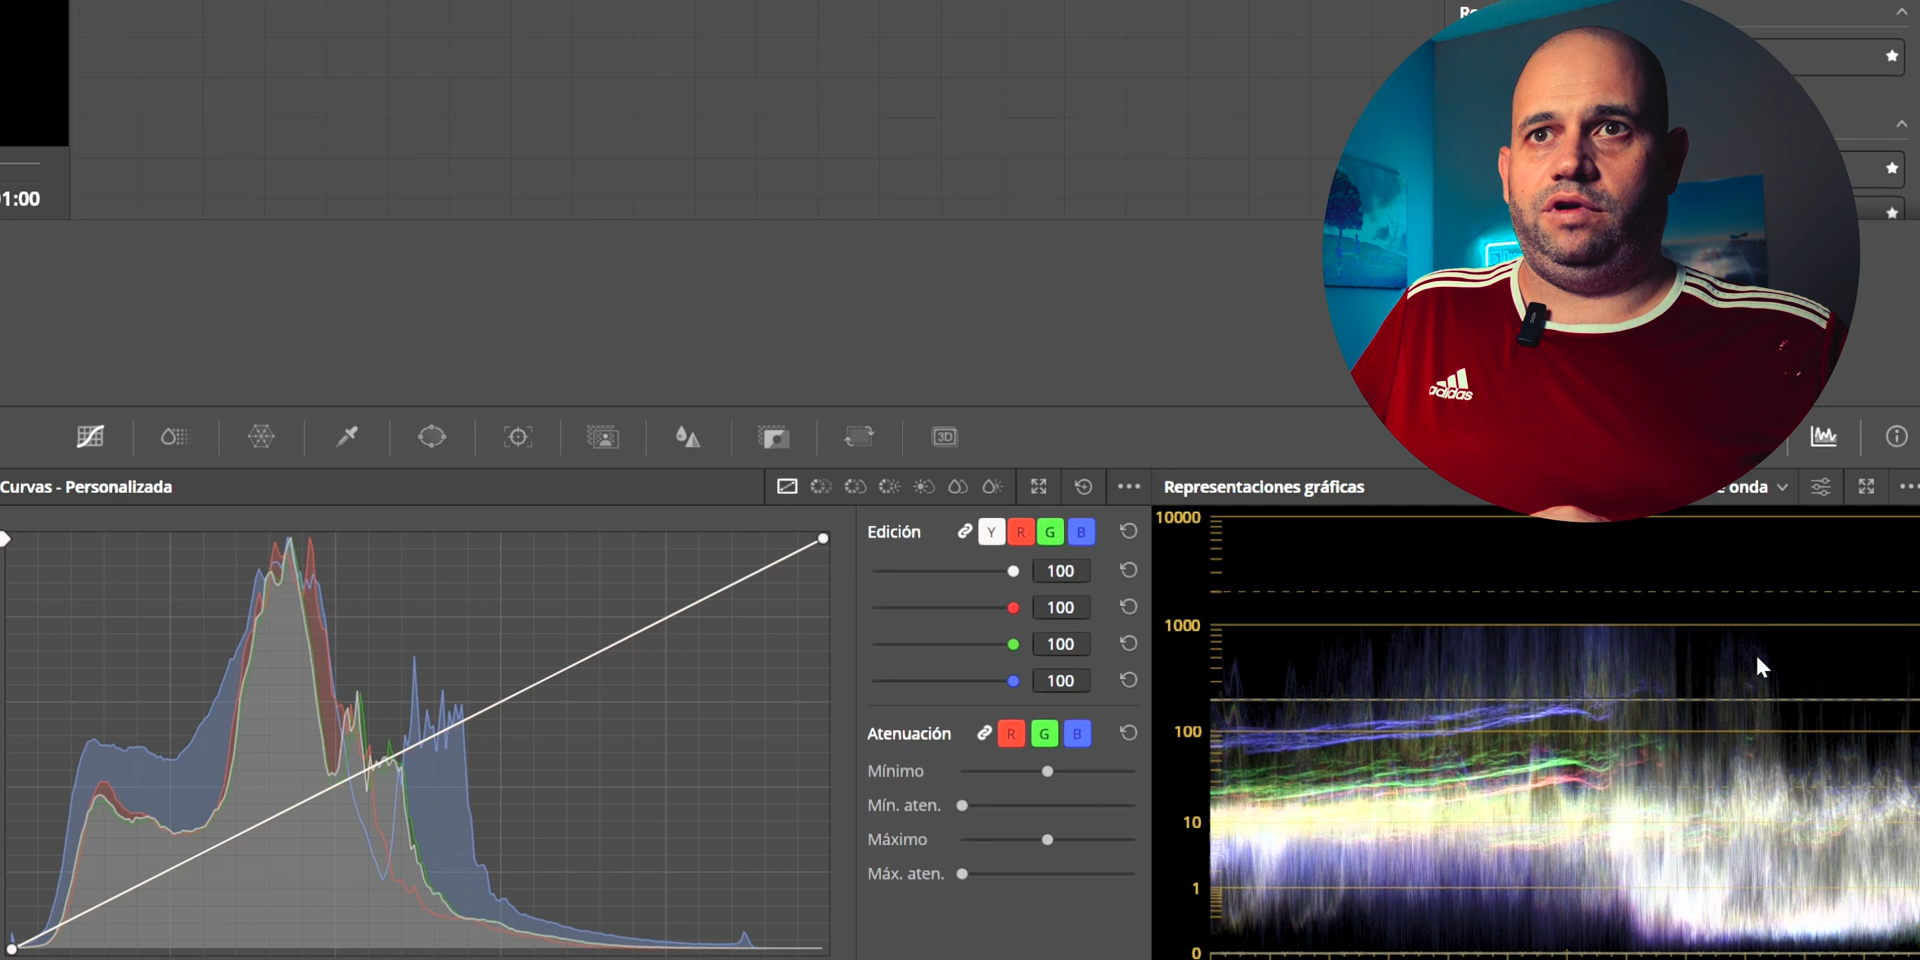 1:00
adidas
3D
Curvas - Personalizada
Representaciones gráficas
onda
Edición
Y
R
G
B
100
100
100
100
Atenuación
R
G
B
Mínimo
Mín. aten.
Máximo
Máx. aten.
10000
1000
100
10
1
0